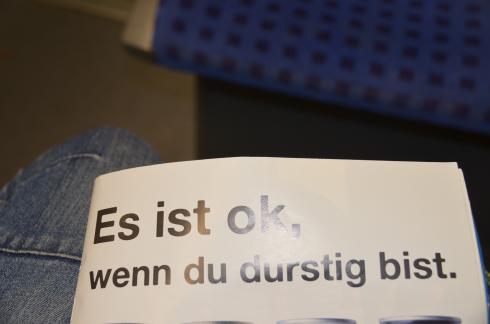 Es ist ok,
wenn du durstig bist.